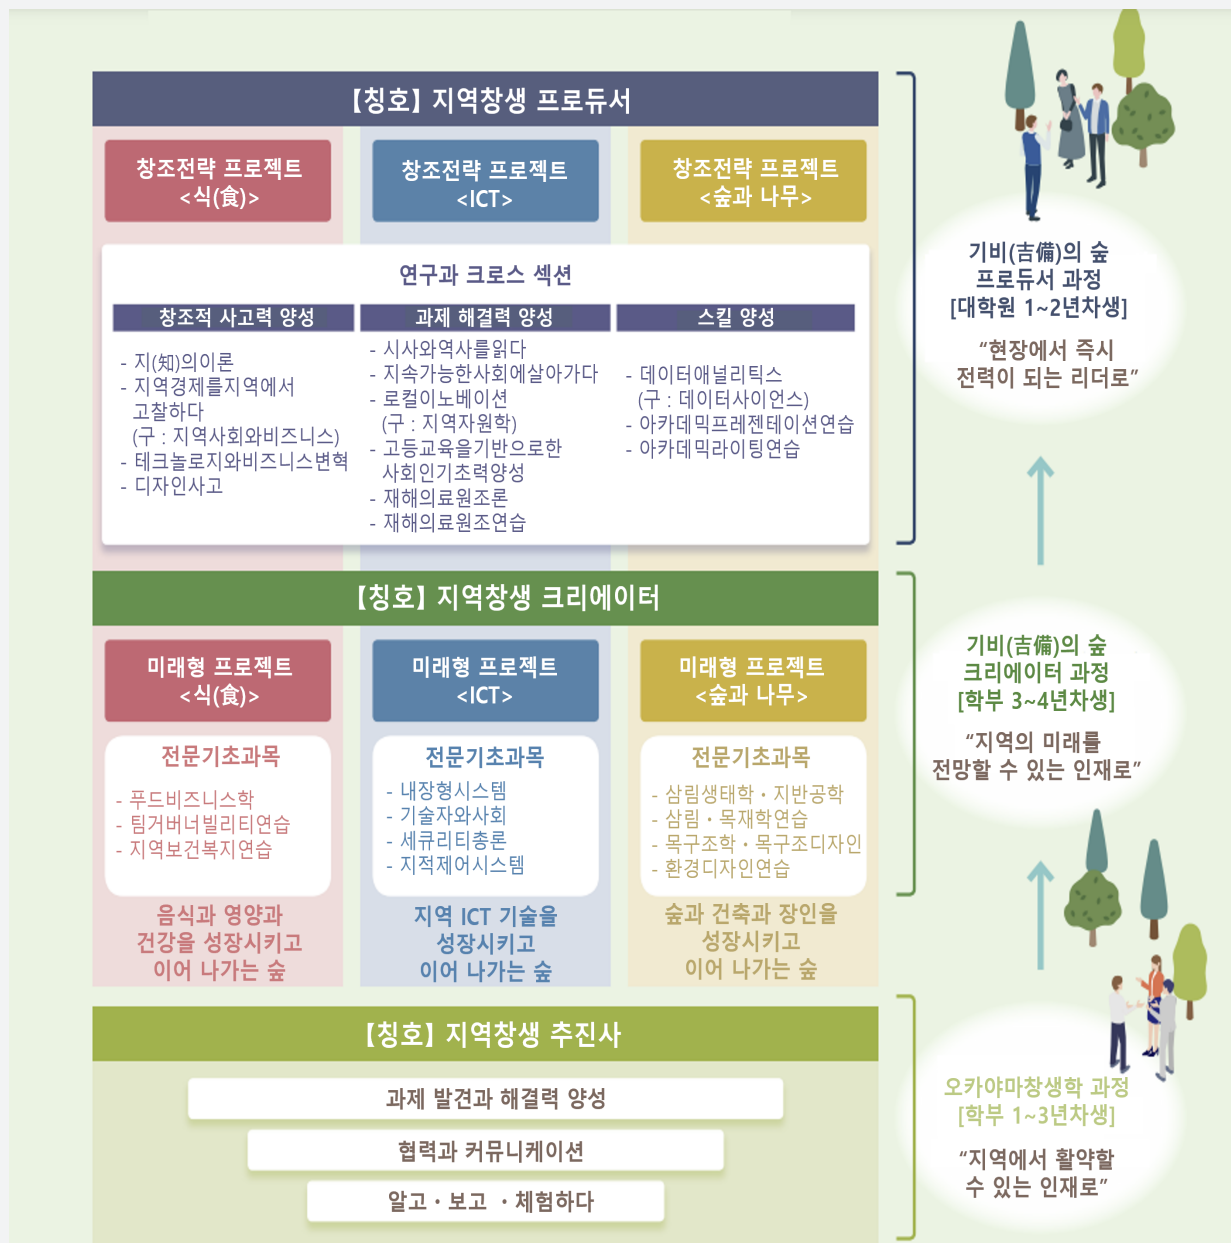 【칭호】 지역창생 프로듀서
창조전략 프로젝트
<식(食)>
창조전략 프로젝트
<ICT>
창조전략 프로젝트
<숲과 나무>
연구과 크로스 섹션
창조적 사고력 양성
- 지(知)의이론
- 지역경제를지역에서
고찰하다
(구 : 지역사회와비즈니스)
- 테크놀로지와비즈니스변혁
- 디자인사고
과제 해결력 양성
- 시사와역사를읽다
- 지속가능한사회에살아가다
- 로컬이노베이션
(구 : 지역자원학)
- 고등교육을기반으로한
사회인기초력양성
- 재해의료원조론
- 재해의료원조연습
스킬 양성
- 데이터애널리틱스
(구 : 데이터사이언스)
- 아카데믹프레젠테이션연습
- 아카데믹라이팅연습
기비(吉備)의 숲
프로듀서 과정
[대학원 1~2년차생]
“현장에서 즉시
전력이 되는 리더로”
【칭호】 지역창생 크리에이터
미래형 프로젝트
<식(食)>
미래형 프로젝트
<ICT>
미래형 프로젝트
<숲과 나무>
전문기초과목
- 푸드비즈니스학
- 팀거버너빌리티연습
- 지역보건복지연습
전문기초과목
- 내장형시스템
- 기술자와사회
- 세큐리티총론
- 지적제어시스템
전문기초과목
- 삼림생태학・지반공학
- 삼림・목재학연습
- 목구조학・목구조디자인
- 환경디자인연습
음식과 영양과
건강을 성장시키고
이어 나가는 숲
지역 ICT 기술을
성장시키고
이어 나가는 숲
숲과 건축과 장인을
성장시키고
이어 나가는 숲
기비(吉備)의 숲
크리에이터 과정
[학부 3~4년차생]
“지역의 미래를
전망할 수 있는 인재로”
【칭호】 지역창생 추진사
과제 발견과 해결력 양성
협력과 커뮤니케이션
알고・보고 ・체험하다
오카야마창생학 과정
[학부 1~3년차생]
“지역에서 활약할
수 있는 인재로”